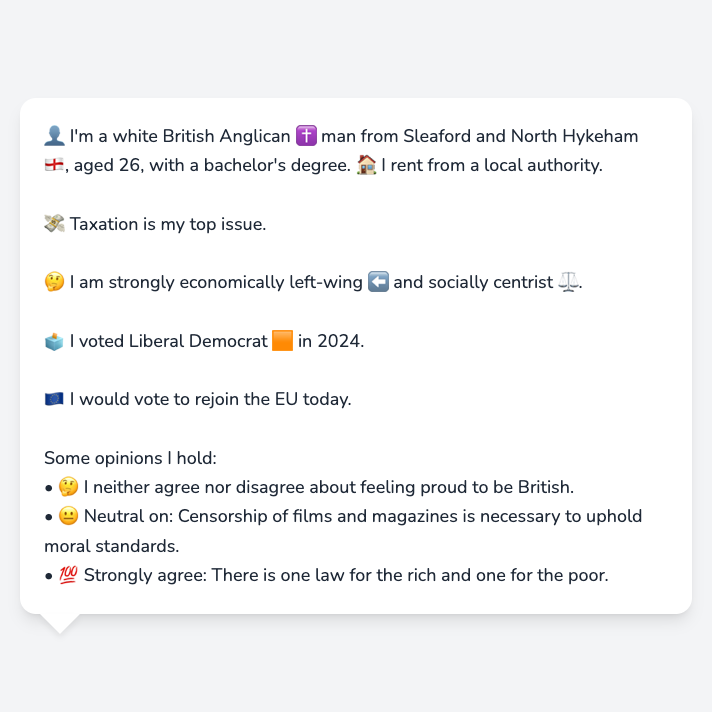 👤 I'm a white British Anglican ✝️ man from Sleaford and North Hykeham
🏴󠁧󠁢󠁥󠁮󠁧󠁿, aged 26, with a bachelor's degree. 🏠 I rent from a local authority.
💸 Taxation is my top issue.
🤔 I am strongly economically left-wing ⬅️ and socially centrist ⚖️.
🗳️ I voted Liberal Democrat 🟧 in 2024.
🇪🇺 I would vote to rejoin the EU today.
Some opinions I hold:
• 🤔 I neither agree nor disagree about feeling proud to be British.
• 😐 Neutral on: Censorship of films and magazines is necessary to uphold
moral standards.
• 💯 Strongly agree: There is one law for the rich and one for the poor.